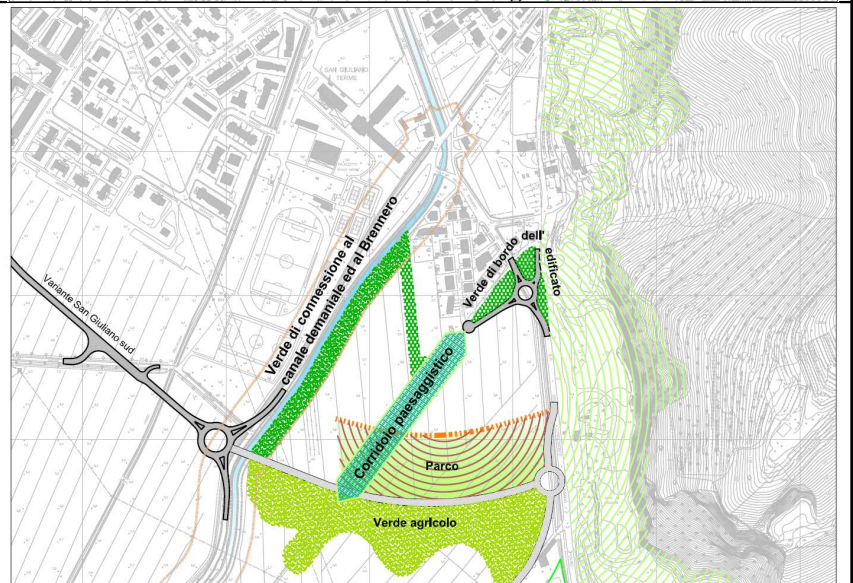 SAN GIULIANO
TERME
Verde di connessione al
canale demaniale ed al Brennero
Verde di bordo dell' edificato
Variante San Giuliano sud
Corridoio paesaggistico
Parco
Verde agricolo